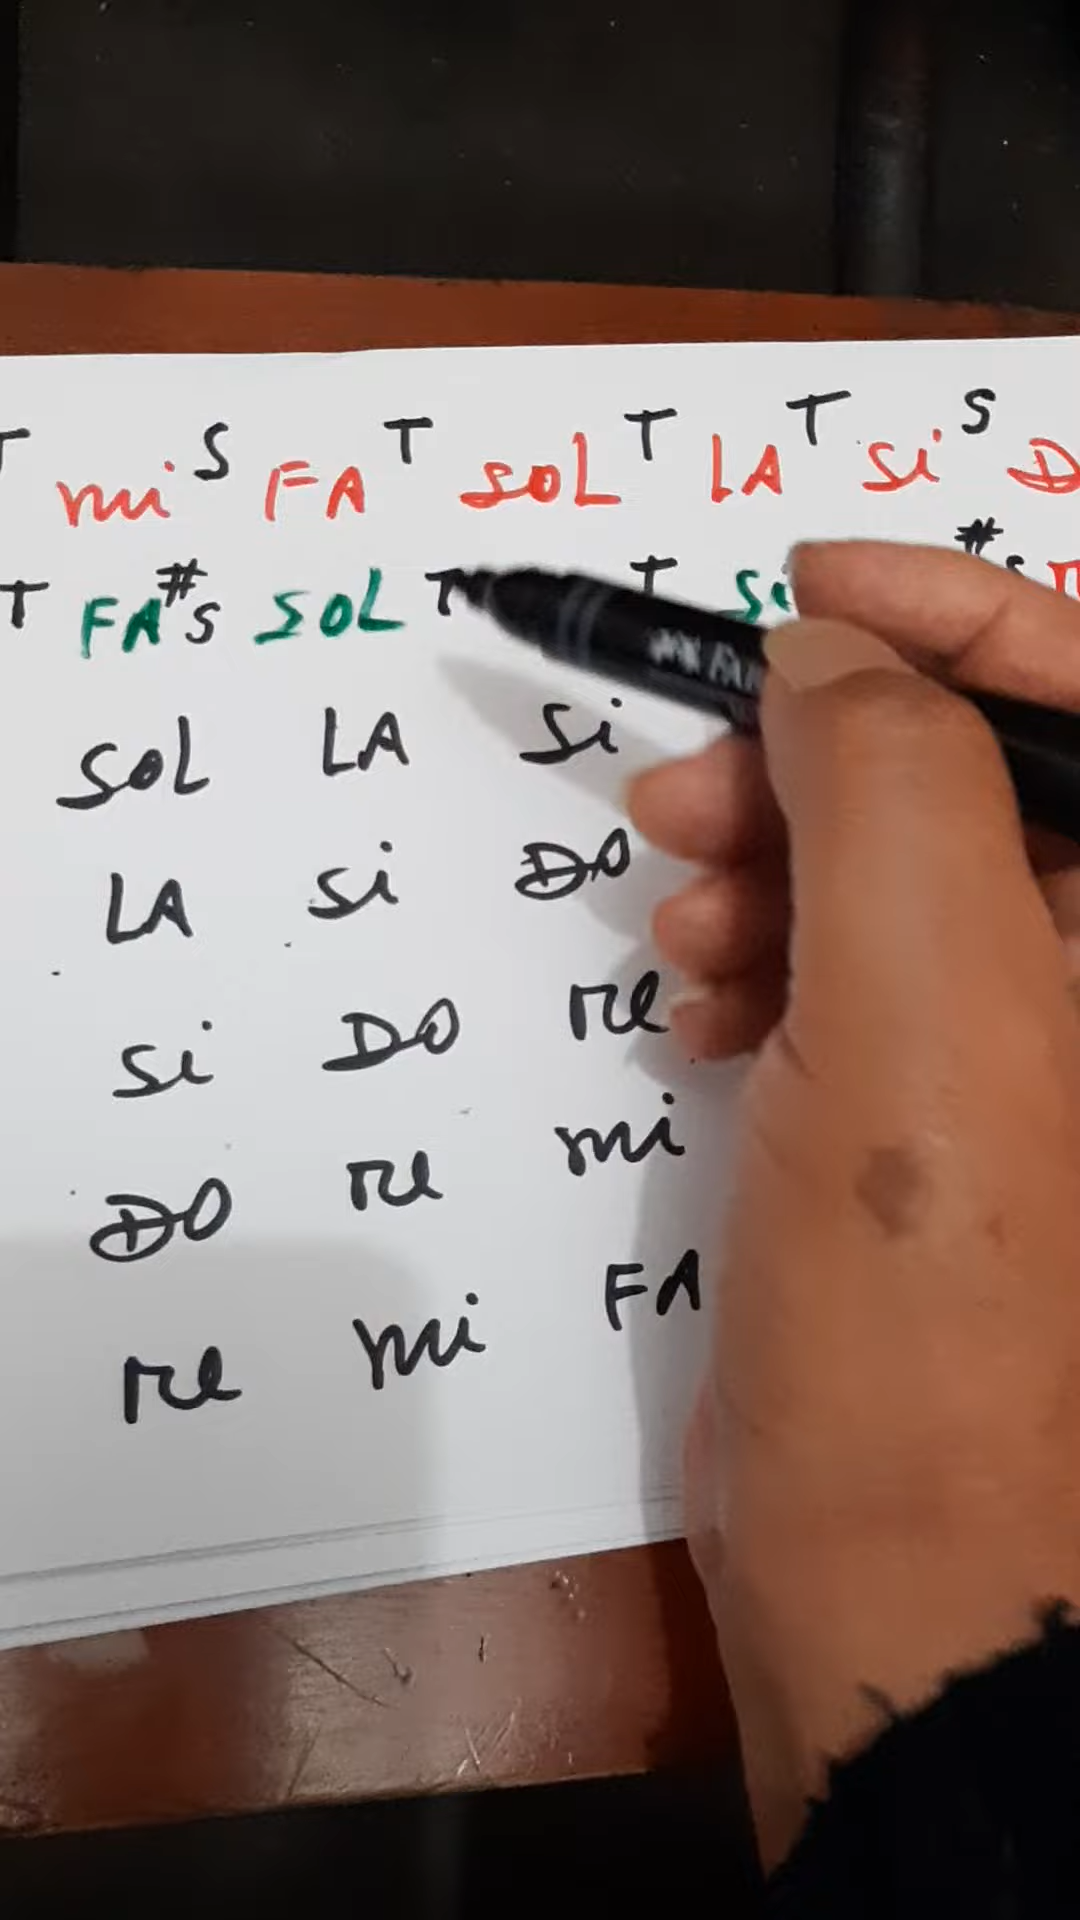 T mi S FA T SOL T LA T Si S D
T FA # S SOL T T Si # S
SOL LA Si
LA Si DO
Si DO re
DO re mi
re mi FA